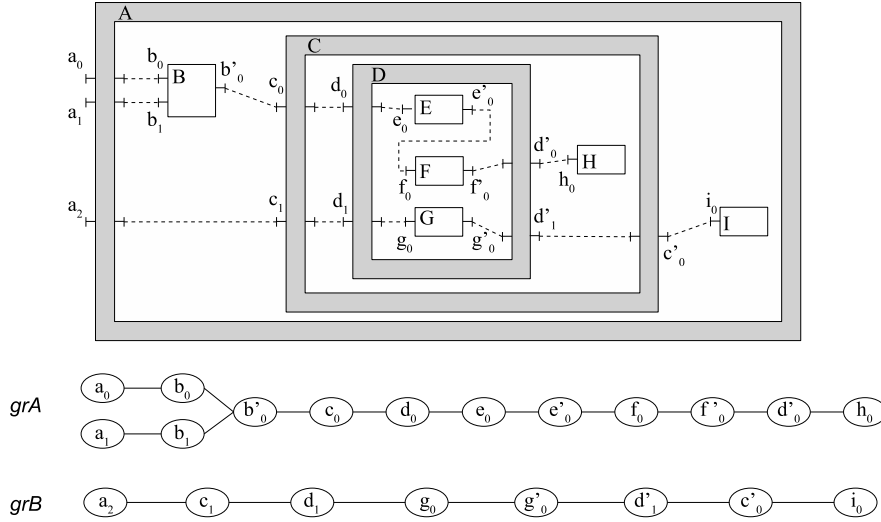 A
C
D
a₀ b₀ B b'₀ c₀ d₀ e₀ E e'₀
a₁ b₁
f₀ F f'₀ d'₀ h₀ H
a₂ c₁ d₁ g₀ G g'₀ d'₁ c'₀ i₀ I
grA
a₀ b₀
b'₀ c₀ d₀ e₀ e'₀ f₀ f'₀ d'₀ h₀
a₁ b₁
grB a₂ c₁ d₁ g₀ g'₀ d'₁ c'₀ i₀